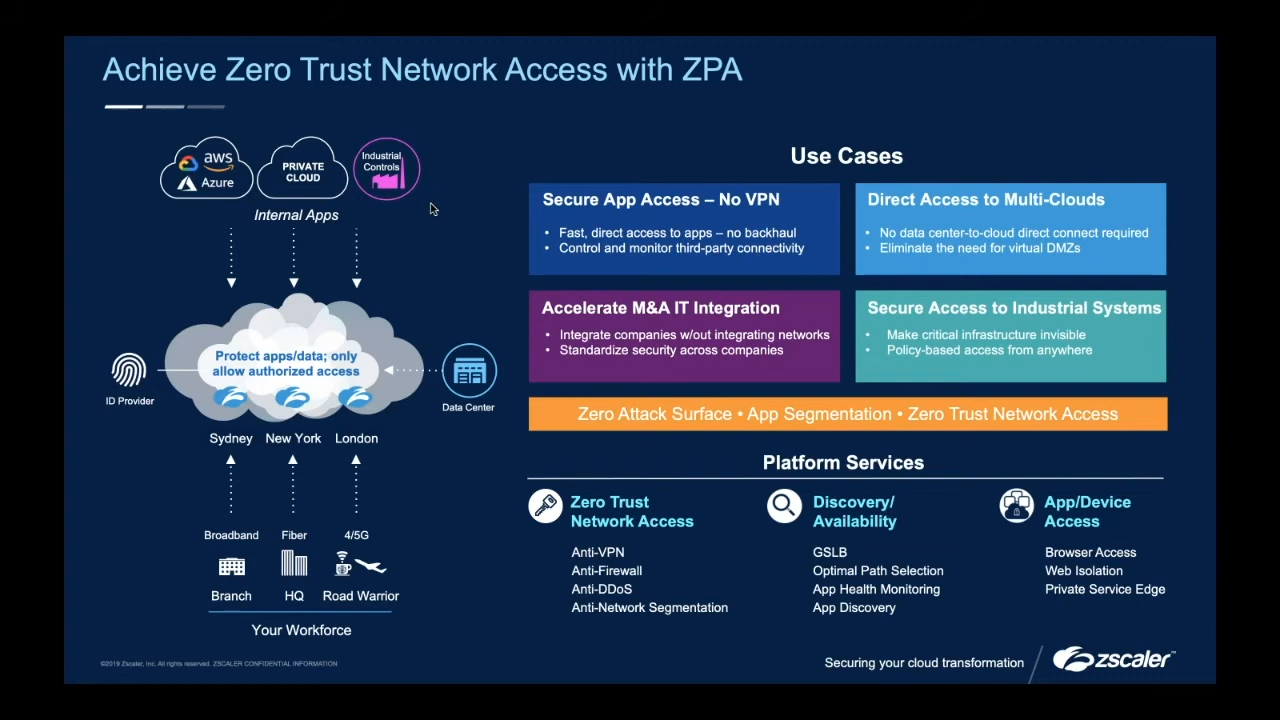 Achieve Zero Trust Network Access with ZPA
aws
Azure
PRIVATE
CLOUD
Industrial
Controls
Internal Apps
Protect apps/data; only
allow authorized access
ID Provider
Data Center
Sydney
New York
London
Broadband
Fiber
4/5G
Branch
HQ
Road Warrior
Your Workforce
Use Cases
Secure App Access – No VPN
• Fast, direct access to apps – no backhaul
• Control and monitor third-party connectivity
Direct Access to Multi-Clouds
• No data center-to-cloud direct connect required
• Eliminate the need for virtual DMZs
Accelerate M&A IT Integration
• Integrate companies w/out integrating networks
• Standardize security across companies
Secure Access to Industrial Systems
• Make critical infrastructure invisible
• Policy-based access from anywhere
Zero Attack Surface • App Segmentation • Zero Trust Network Access
Platform Services
Zero Trust
Network Access
Anti-VPN
Anti-Firewall
Anti-DDoS
Anti-Network Segmentation
Discovery/
Availability
GSLB
Optimal Path Selection
App Health Monitoring
App Discovery
App/Device
Access
Browser Access
Web Isolation
Private Service Edge
©2019 Zscaler, Inc. All rights reserved. ZSCALER CONFIDENTIAL INFORMATION
Securing your cloud transformation
zscaler™